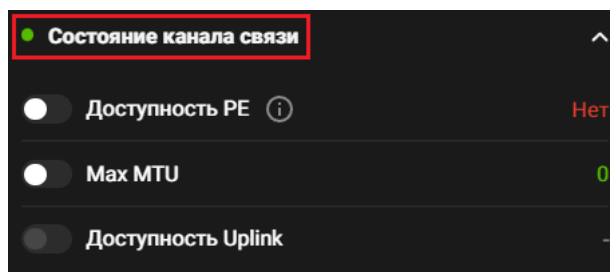 Состояние канала связи
Доступность PE Нет
Max MTU 0
Доступность Uplink -